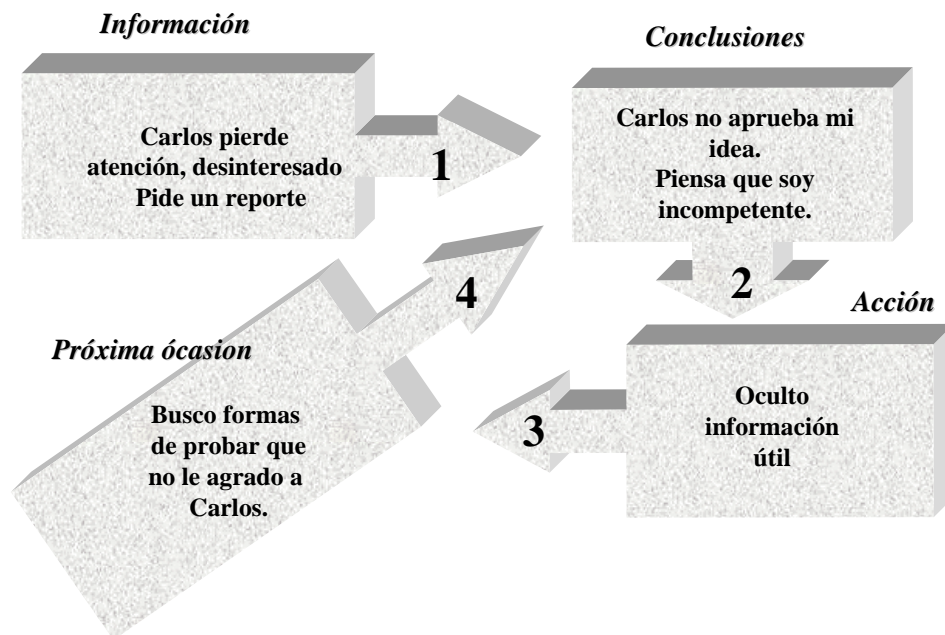 Información
Carlos pierde
atención, desinteresado
Pide un reporte
1
Conclusiones
Carlos no aprueba mi
idea.
Piensa que soy
incompetente.
2
Acción
Oculto
información
útil
3
Próxima ócasion
Busco formas
de probar que
no le agrado a
Carlos.
4